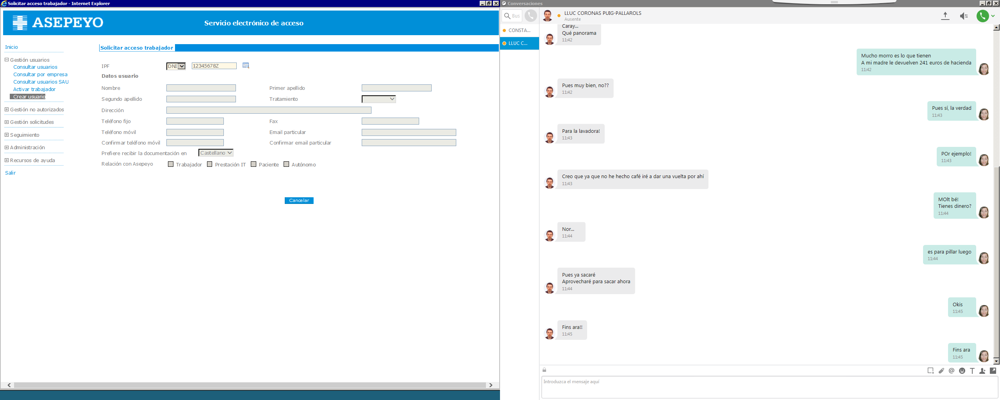 Solicitar acceso trabajador - Internet Explorer
ASEPEYO
Servicio electrónico de acceso
Inicio
Gestión usuarios
Consultar usuarios
Consultar por empresa
Consultar usuarios SAU
Activar trabajador
Crear usuario
Gestión no autorizados
Gestión solicitudes
Seguimiento
Administración
Recursos de ayuda
Salir
Solicitar acceso trabajador
IPF DNI 12345678Z
Datos usuario
Nombre Primer apellido
Segundo apellido Tratamiento
Dirección
Teléfono fijo Fax
Teléfono móvil Email particular
Confirmar teléfono móvil Confirmar email particular
Prefiere recibir la documentación en Castellano
Relación con Asepeyo Trabajador Prestación IT Paciente Autónomo
Cancelar
Conversaciones
Bus
CONSTA...
LLUC C...
LLUC CORONAS PUIG-PALLAROLS
Ausente
Caray...
Qué panorama
11:42
Mucho morro es lo que tienen
A mi madre le devuelven 241 euros de hacienda
11:42
Pues muy bien, no??
11:42
Pues sí, la verdad
11:43
Para la lavadora!
11:43
POr ejemplo!
11:43
Creo que ya que no he hecho café iré a dar una vuelta por ahí
11:43
MOlt bé!
Tienes dinero?
11:44
Nor...
11:44
es para pillar luego
11:44
Pues ya sacaré
Aprovecharé para sacar ahora
11:44
Okis
11:45
Fins ara!!
11:45
Fins ara
11:45
Introduzca el mensaje aquí